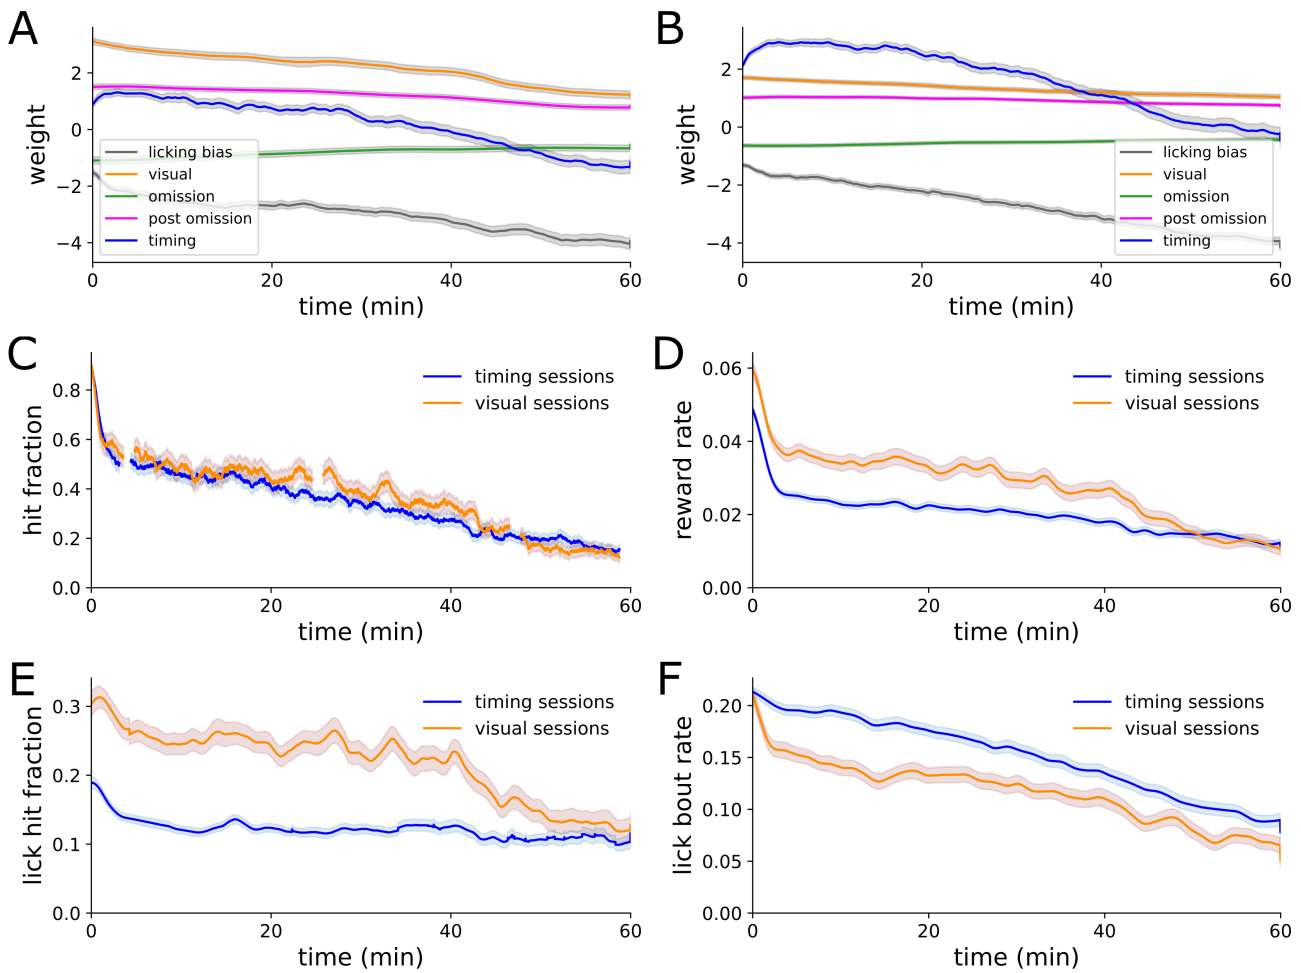 A
weight
2
0
−2
−4
licking bias
visual
omission
post omission
timing
0 20 40 60
time (min)
B
weight
2
0
−2
−4
licking bias
visual
omission
post omission
timing
0 20 40 60
time (min)
C
hit fraction
0.8
0.6
0.4
0.2
0.0
timing sessions
visual sessions
0 20 40 60
time (min)
D
reward rate
0.06
0.04
0.02
0.00
timing sessions
visual sessions
0 20 40 60
time (min)
E
lick hit fraction
0.3
0.2
0.1
0.0
timing sessions
visual sessions
0 20 40 60
time (min)
F
lick bout rate
0.20
0.15
0.10
0.05
0.00
timing sessions
visual sessions
0 20 40 60
time (min)